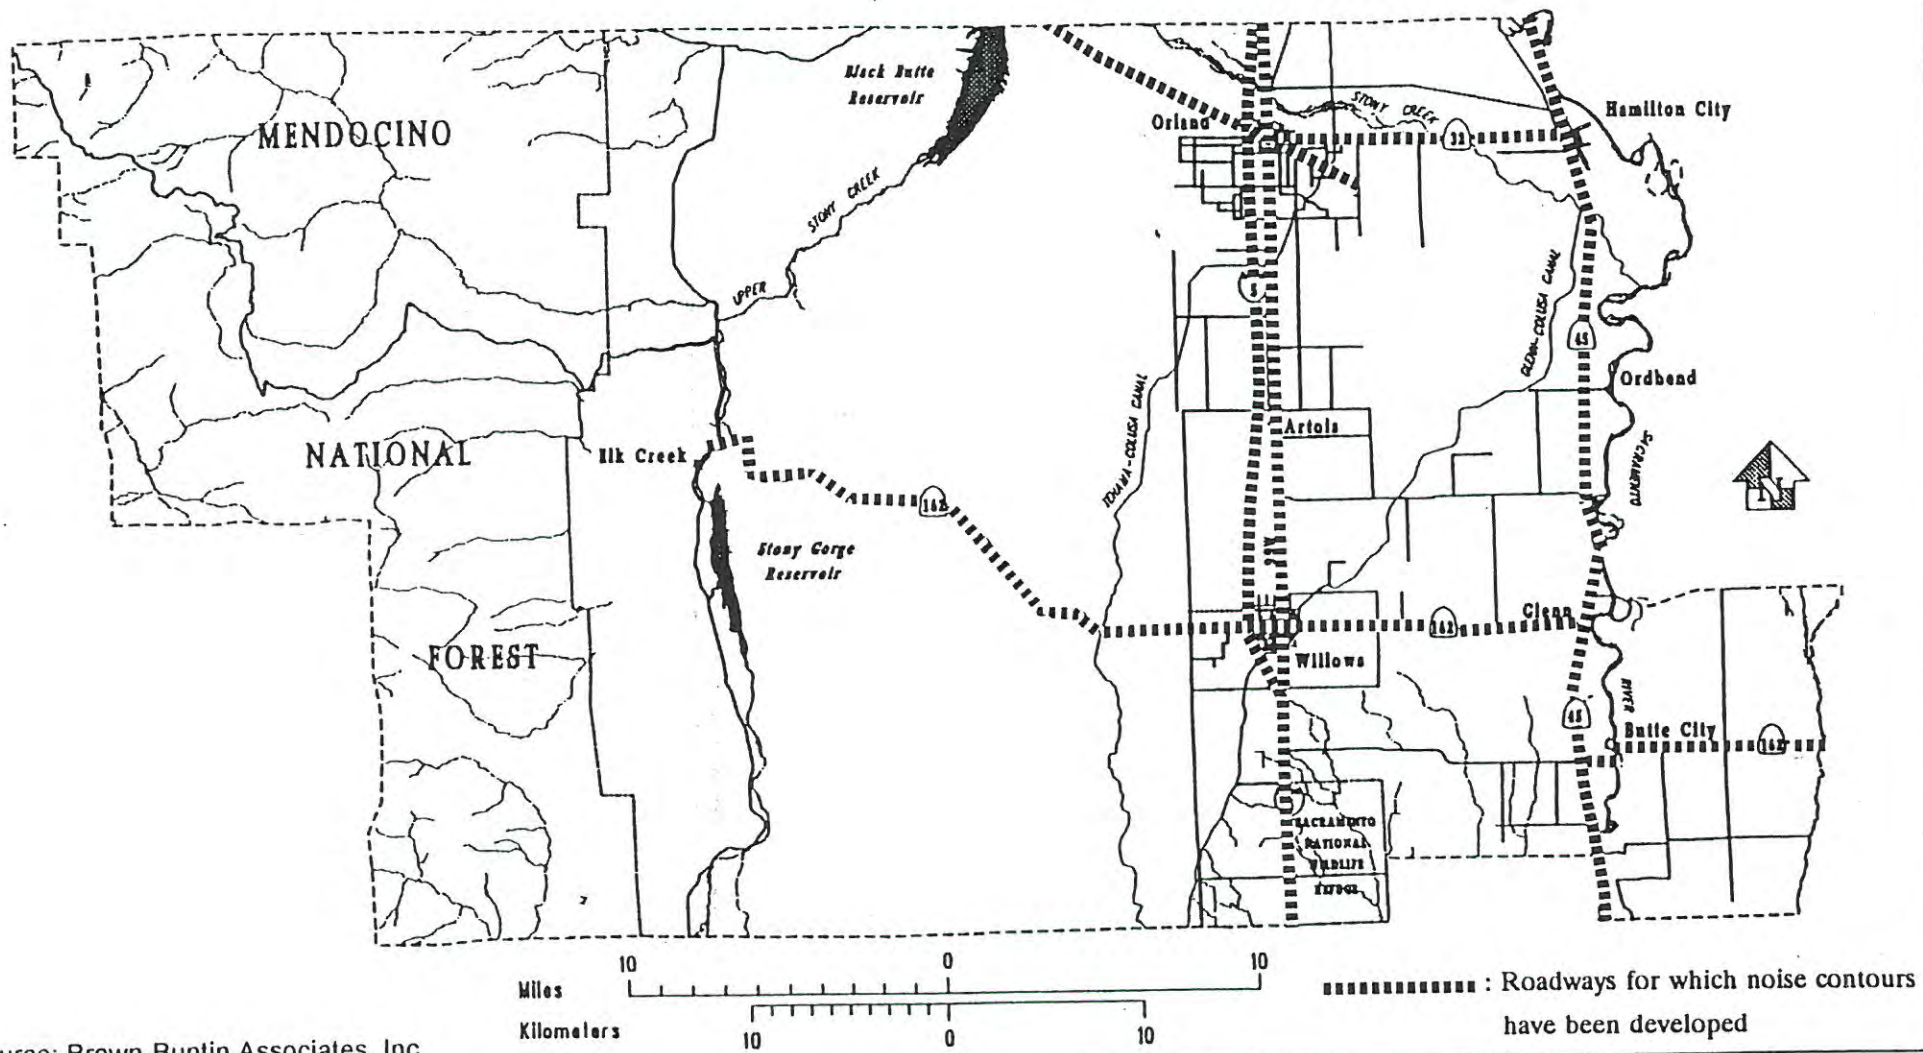 MENDOCINO
NATIONAL
FOREST
Black Butte
Reservoir
STONY CREEK
UPPER
Elk Creek
Stony Gorge
Reservoir
162
Orland
STONY CREEK
32
Hamilton City
5
TEHAMA-COLUSA CANAL
GLENN-COLUSA CANAL
45
Ordbend
Artois
SACRAMENTO
RIVER
162
Glenn
Willows
45
Butte City
162
SACRAMENTO
NATIONAL
WILDLIFE
REFUGE
10 0 10
Miles
Kilometers
10 0 10
: Roadways for which noise contours
have been developed
Brown Buntin Associates, Inc.